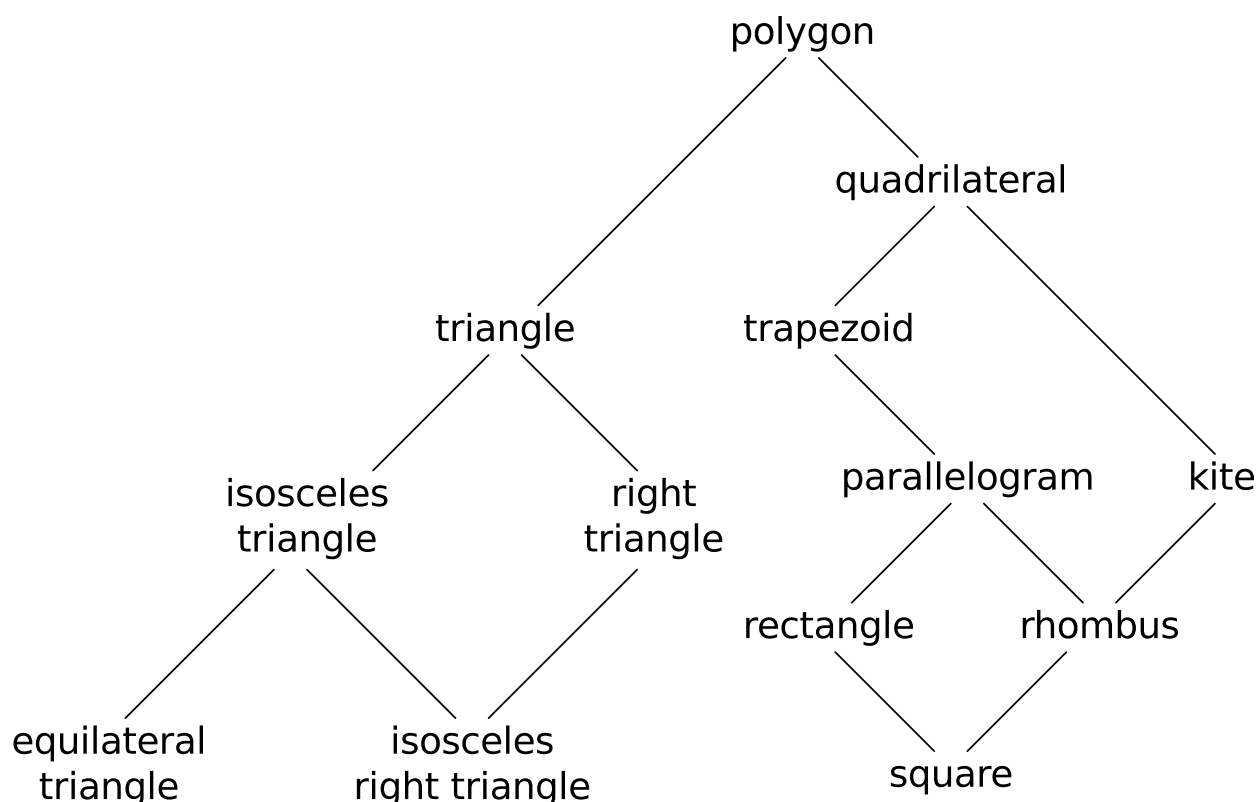 polygon
quadrilateral
triangle
trapezoid
isosceles
triangle
right
triangle
parallelogram
kite
rectangle
rhombus
equilateral
triangle
isosceles
right triangle
square